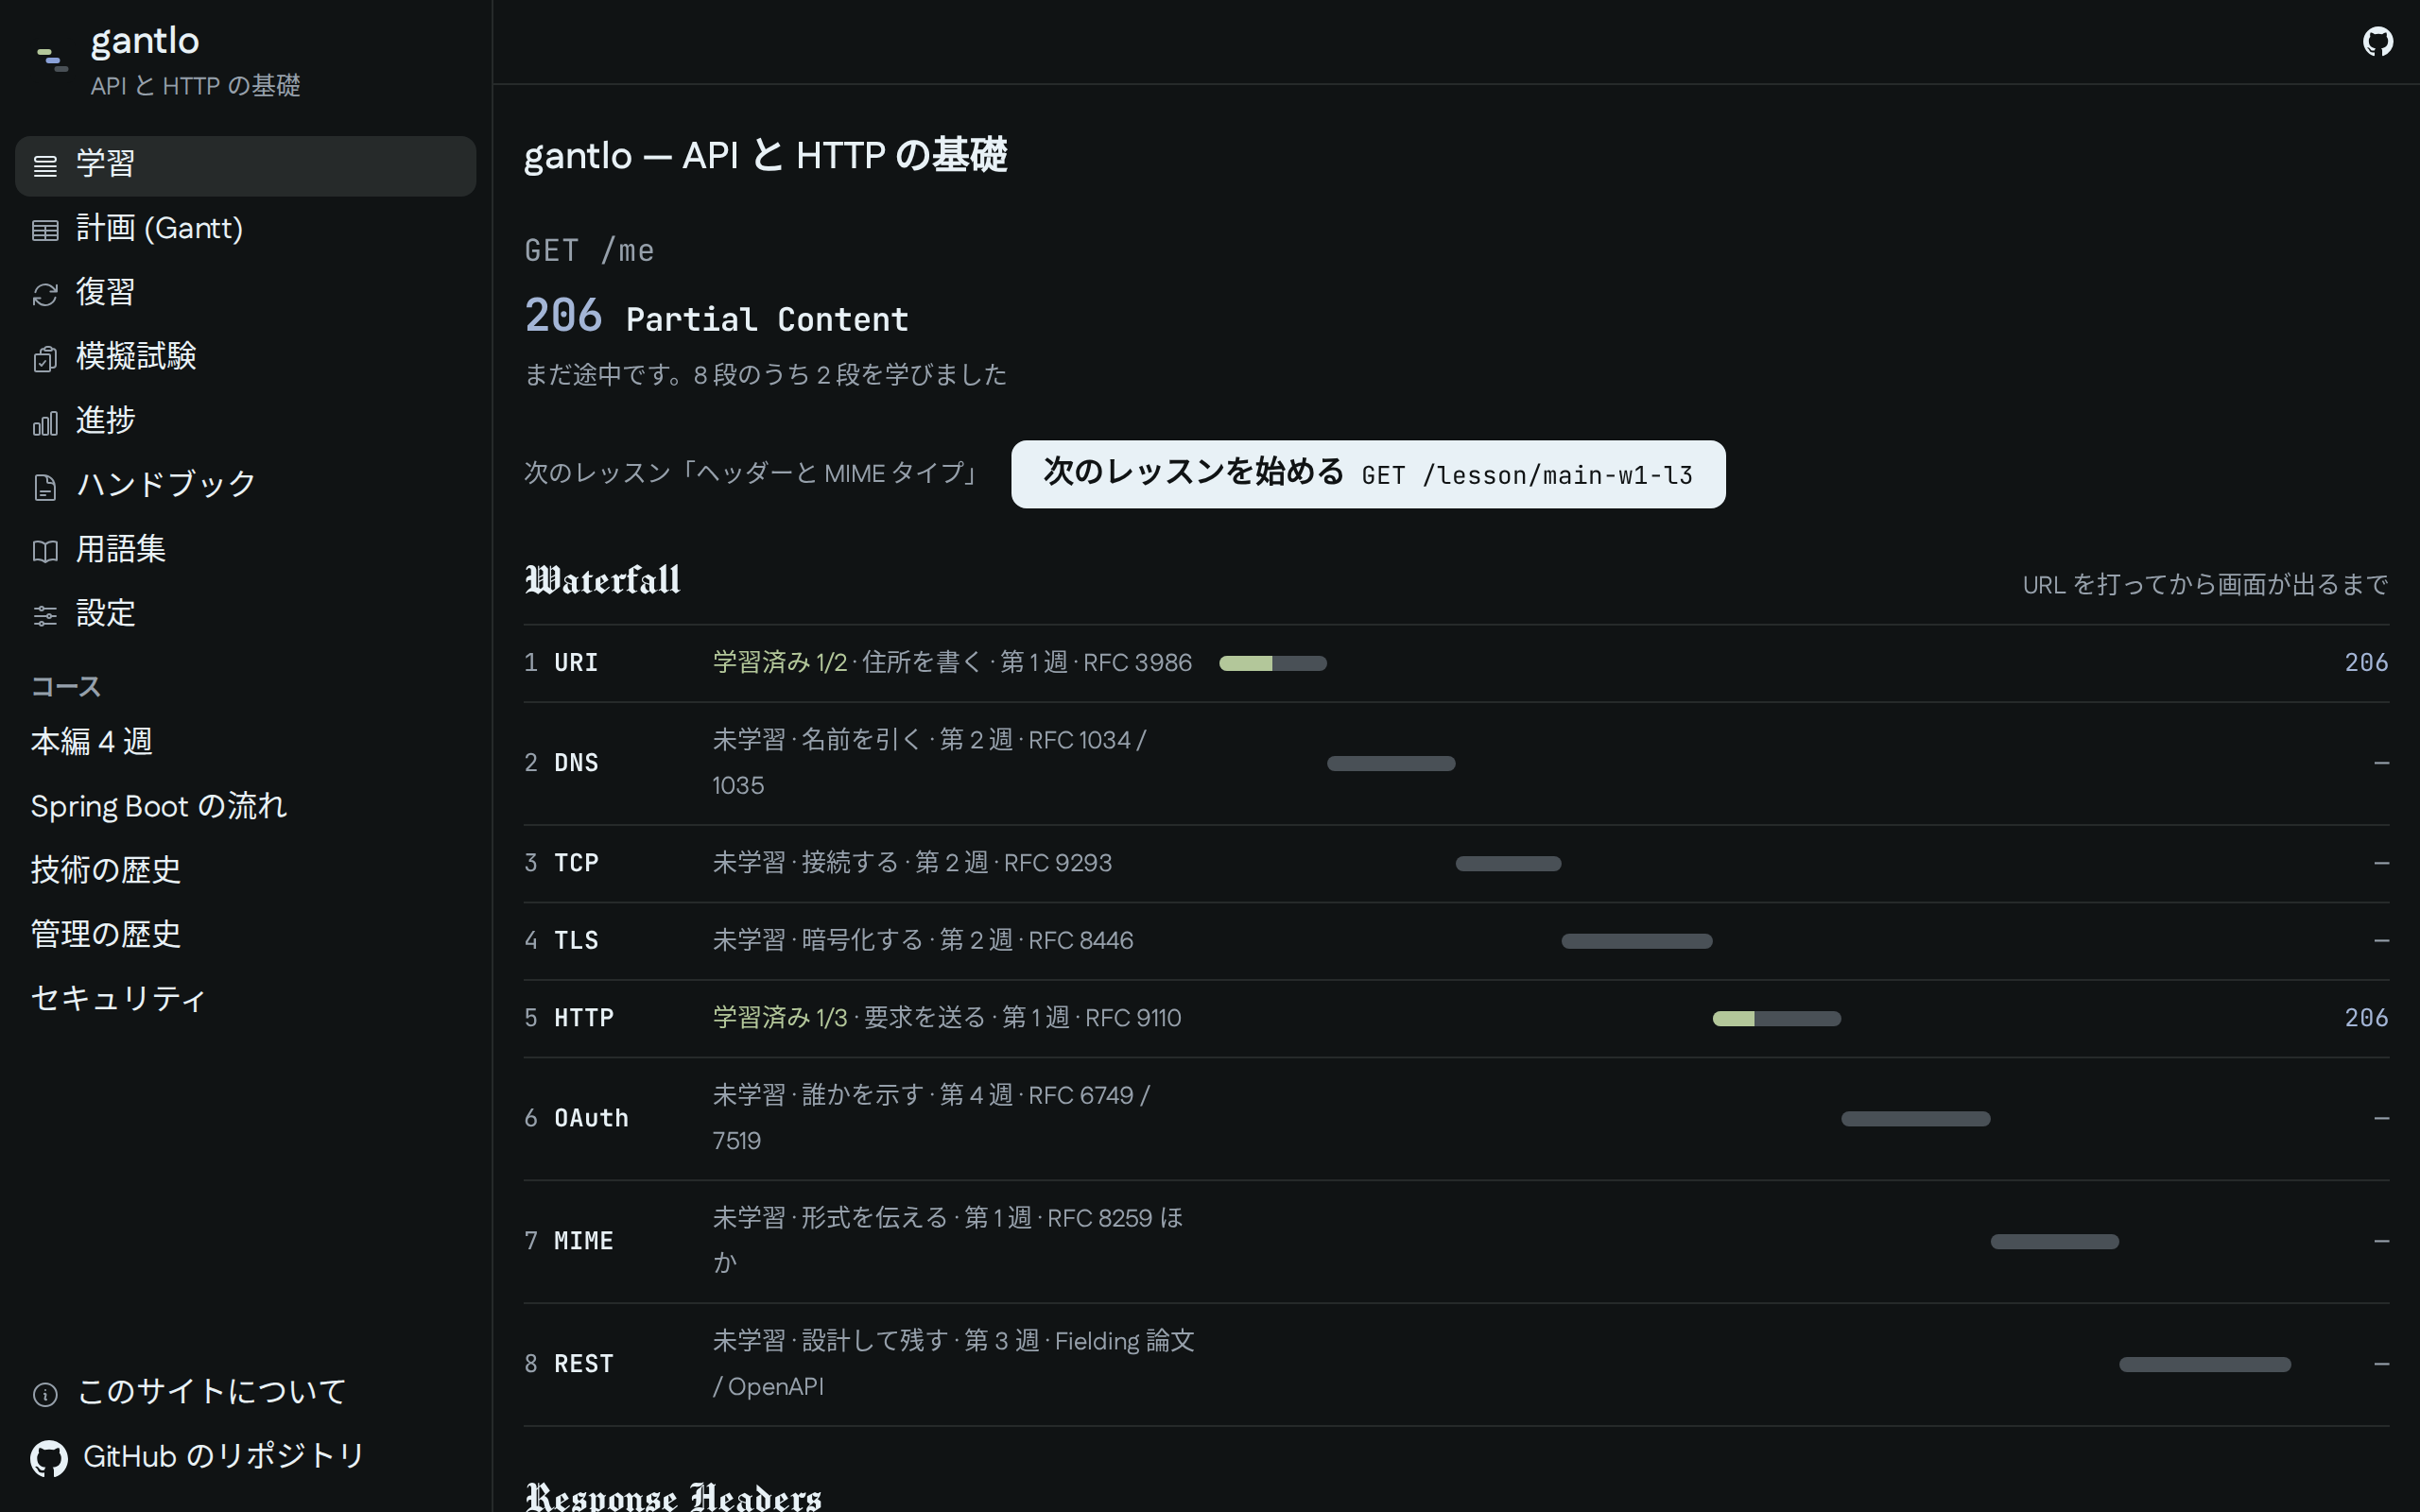 gantlo
API と HTTP の基礎
学習
計画 (Gantt)
復習
模擬試験
進捗
ハンドブック
用語集
設定
コース
本編 4 週
Spring Boot の流れ
技術の歴史
管理の歴史
セキュリティ
このサイトについて
GitHub のリポジトリ
gantlo — API と HTTP の基礎
GET /me
206 Partial Content
まだ途中です。8 段のうち 2 段を学びました
次のレッスン「ヘッダーと MIME タイプ」 次のレッスンを始める GET /lesson/main-w1-l3
Waterfall URL を打ってから画面が出るまで
1 URI 学習済み 1/2 · 住所を書く · 第 1 週 · RFC 3986 206
2 DNS 未学習 · 名前を引く · 第 2 週 · RFC 1034 /
1035 —
3 TCP 未学習 · 接続する · 第 2 週 · RFC 9293 —
4 TLS 未学習 · 暗号化する · 第 2 週 · RFC 8446 —
5 HTTP 学習済み 1/3 · 要求を送る · 第 1 週 · RFC 9110 206
6 OAuth 未学習 · 誰かを示す · 第 4 週 · RFC 6749 /
7519 —
7 MIME 未学習 · 形式を伝える · 第 1 週 · RFC 8259 ほ
か —
8 REST 未学習 · 設計して残す · 第 3 週 · Fielding 論文
/ OpenAPI —
Response Headers